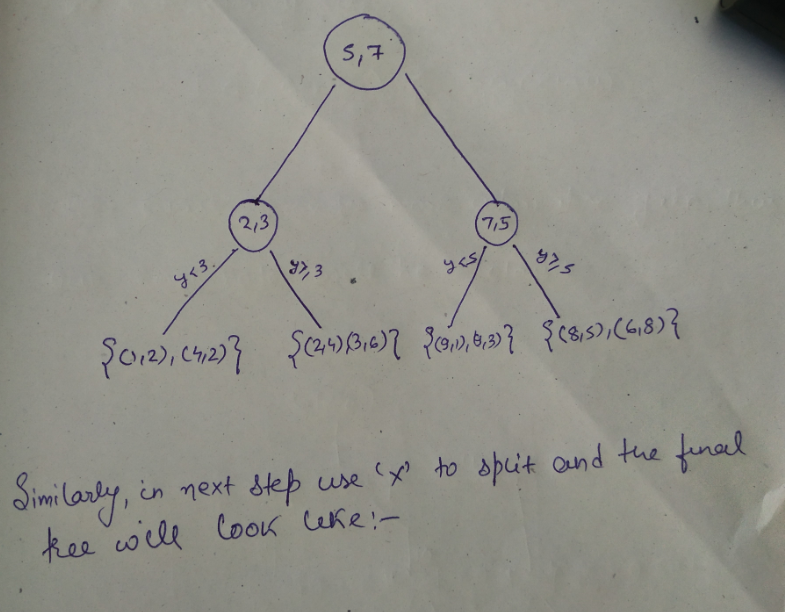 5,7
2,3
7,5
y<3
y≥3
y<5
y≥5
{(1,2), (4,2)}
{(2,4)(3,6)}
{(9,1), (8,3)}
{(8,5), (6,8)}
Similarly, in next step use 'x' to split and the final
tree will look like:-